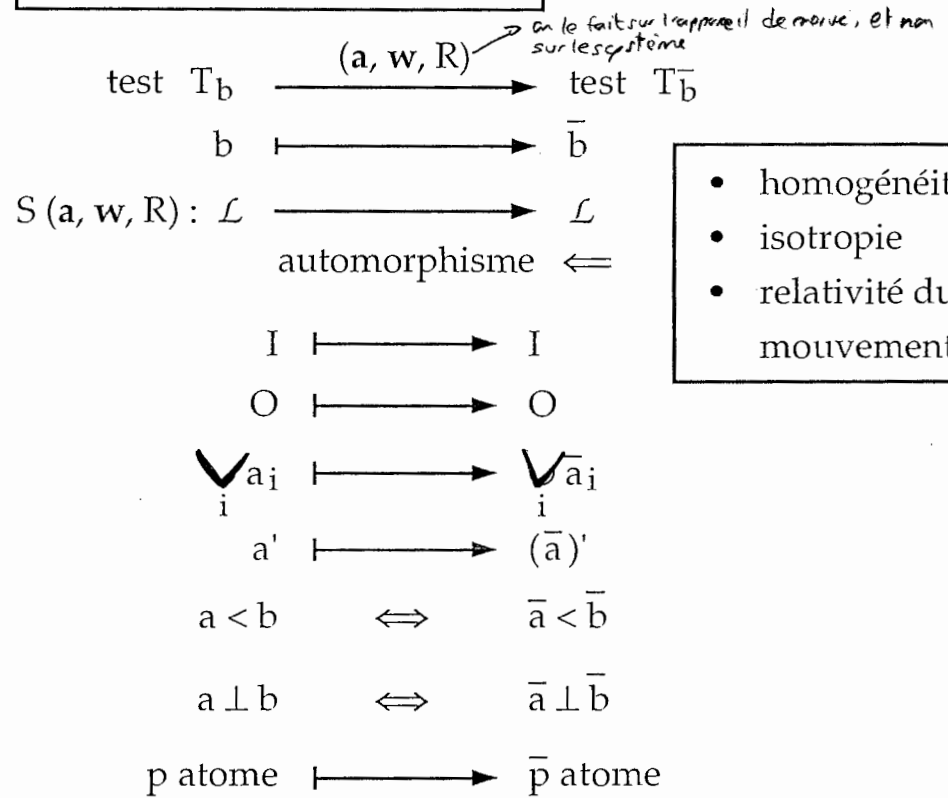 on le fait sur l'appareil de mesure, et non
sur le système
(a, w, R)
test T_b ⟶ test T_b̄
b ⟼ b̄
S (a, w, R) : ℒ ⟶ ℒ
automorphisme ⟸
• homogénéit
• isotropie
• relativité du
mouvement
I ⟼ I
O ⟼ O
⋁_i a_i ⟼ ⋁_i ā_i
a' ⟼ (ā)'
a < b ⟺ ā < b̄
a ⊥ b ⟺ ā ⊥ b̄
p atome ⟼ p̄ atome